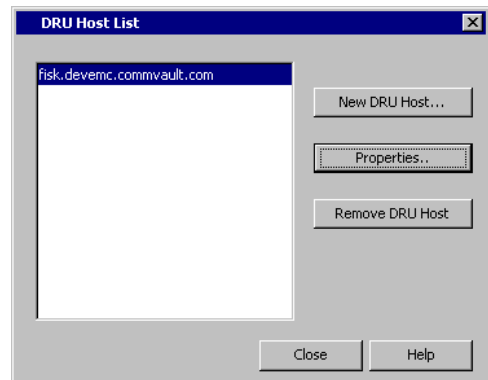 DRU Host List
fisk.devemc.commvault.com
New DRU Host...
Properties..
Remove DRU Host
Close
Help